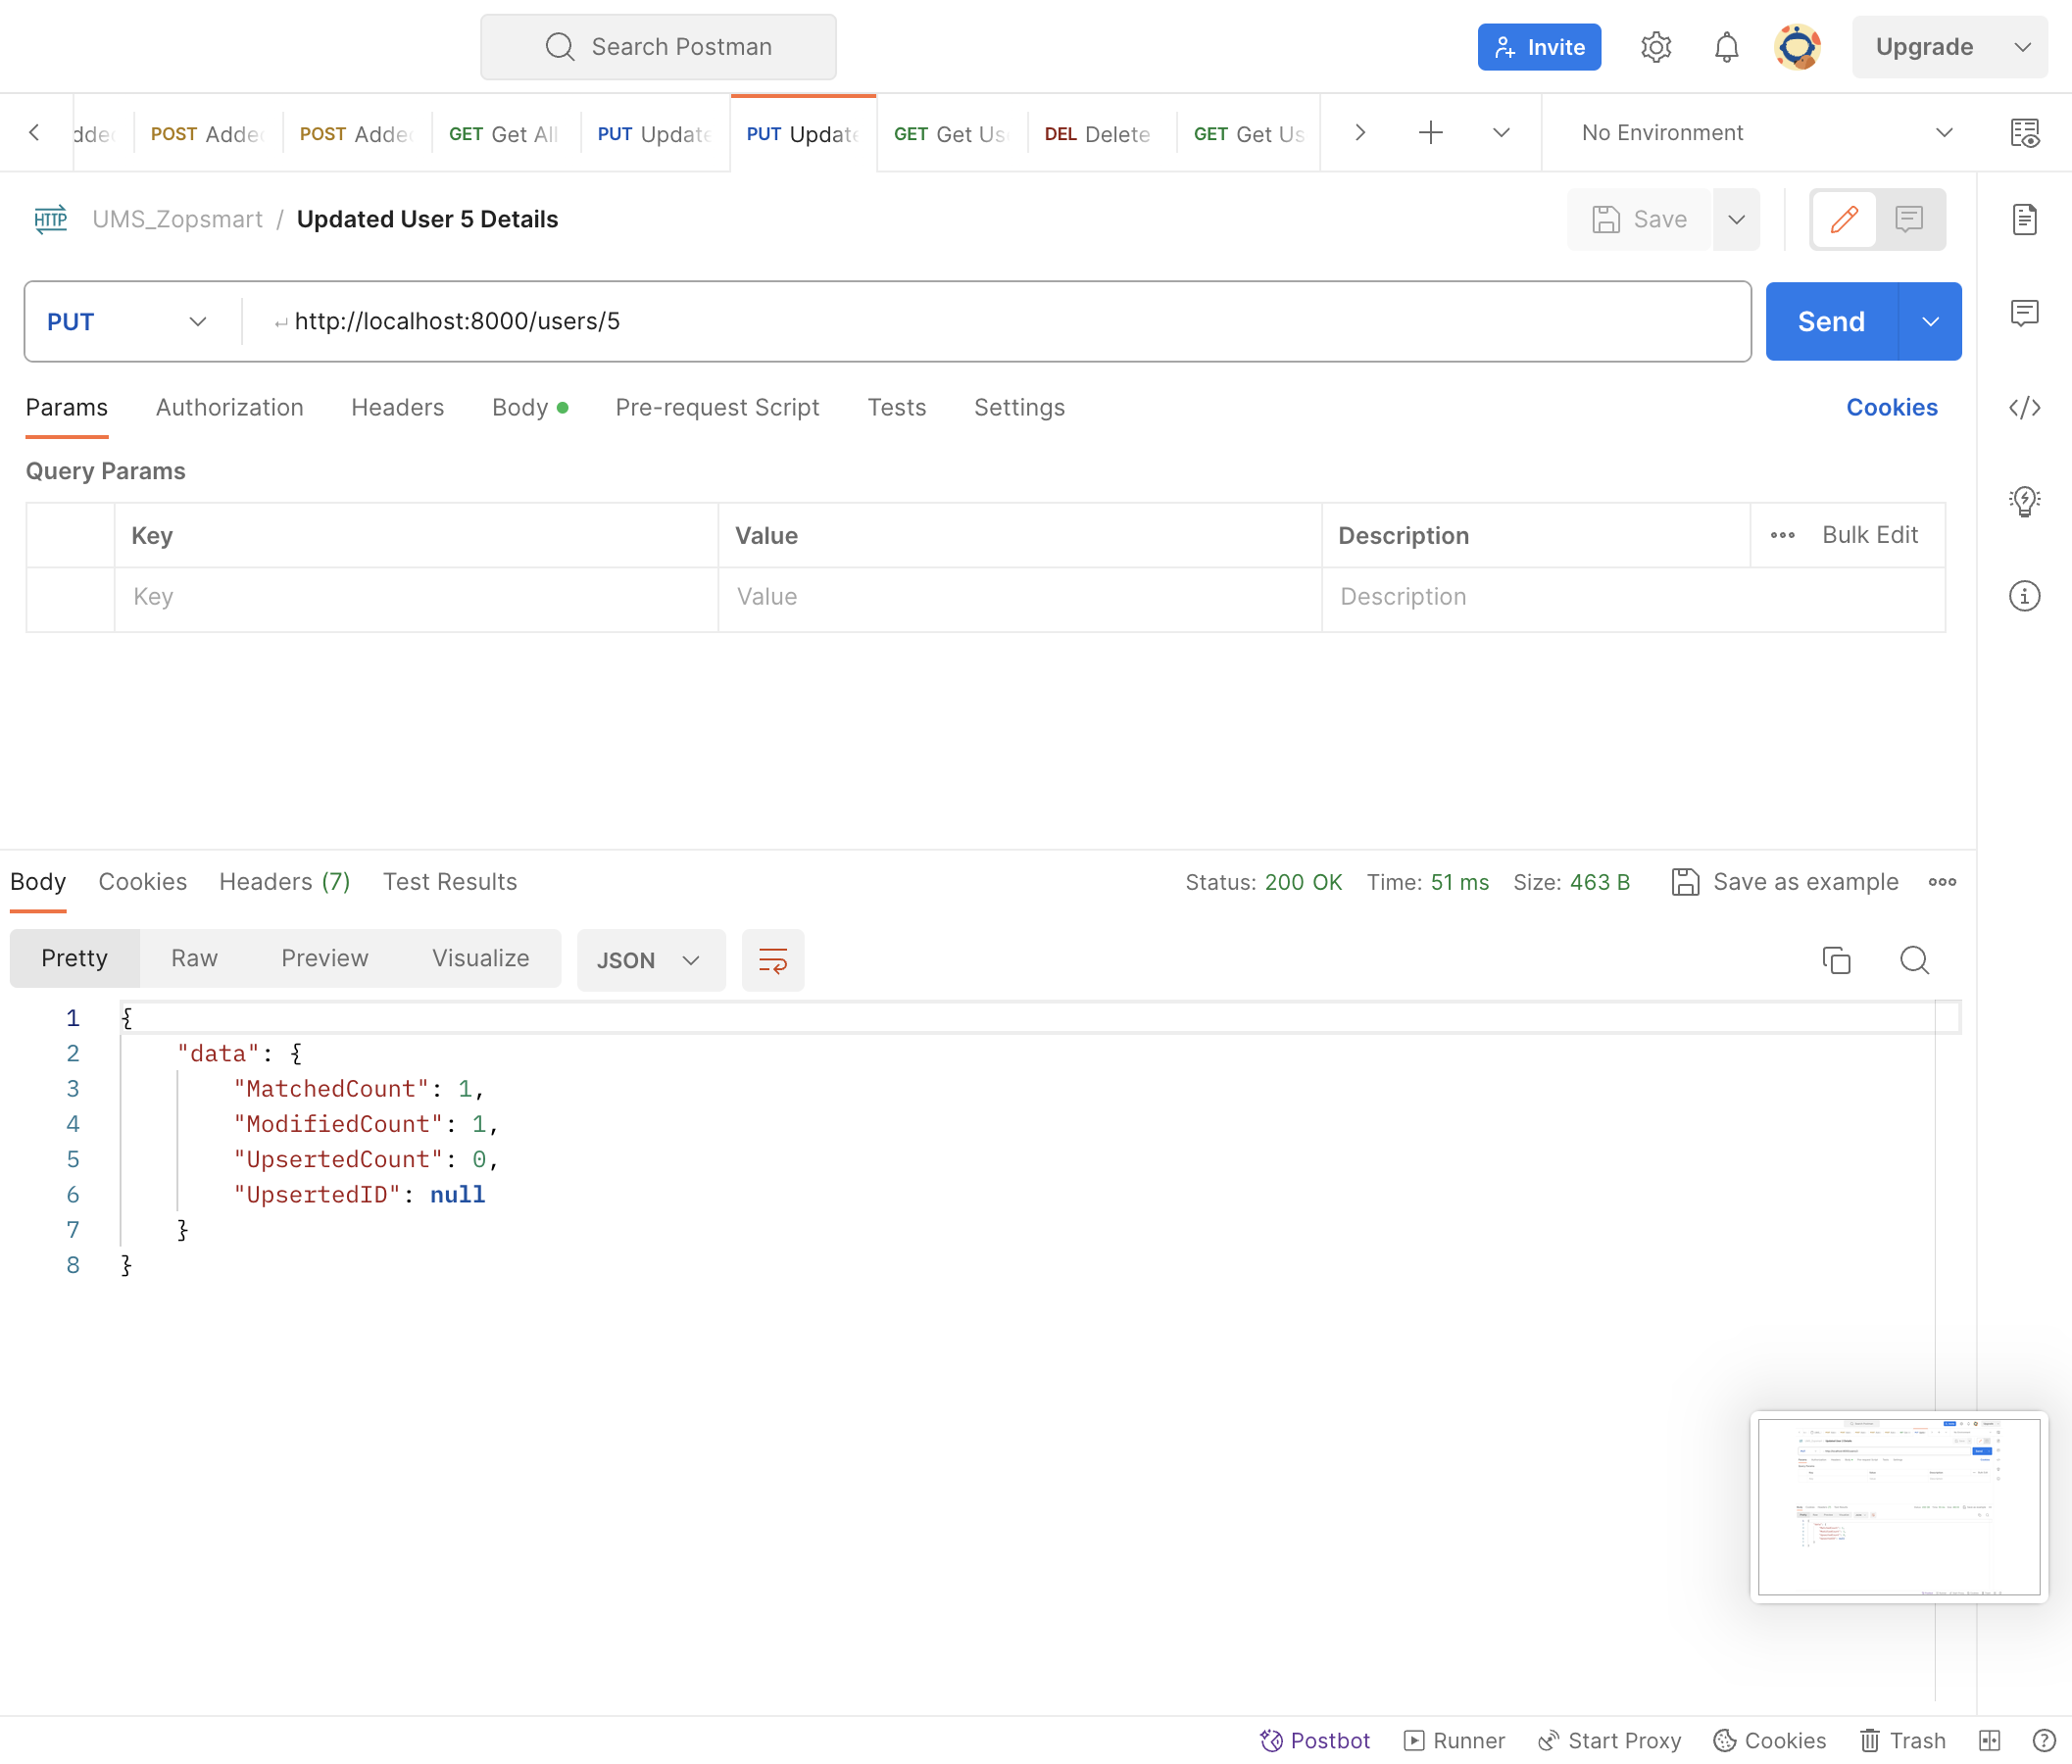 Search Postman
Invite
Upgrade
POST Added
POST Added
GET Get All
PUT Update
PUT Update
GET Get Us
DEL Delete
GET Get Us
No Environment
HTTP UMS_Zopsmart / Updated User 5 Details
Save
PUT http://localhost:8000/users/5
Send
Params Authorization Headers Body Pre-request Script Tests Settings Cookies
Query Params
Key Value Description Bulk Edit
Key Value Description
Body Cookies Headers (7) Test Results Status: 200 OK Time: 51 ms Size: 463 B Save as example
Pretty Raw Preview Visualize JSON
1 {
2 "data": {
3 "MatchedCount": 1,
4 "ModifiedCount": 1,
5 "UpsertedCount": 0,
6 "UpsertedID": null
7 }
8 }
Postbot Runner Start Proxy Cookies Trash